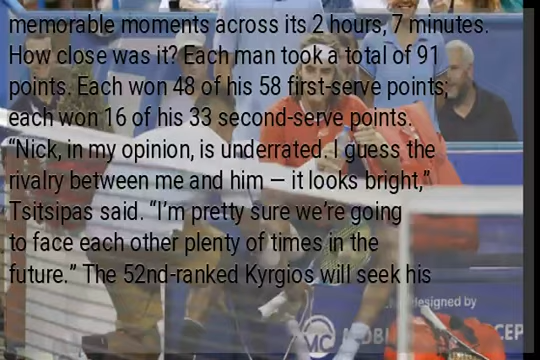 memorable moments across its 2 hours, 7 minutes.
How close was it? Each man took a total of 91
points. Each won 48 of his 58 first-serve points;
each won 16 of his 33 second-serve points.
“Nick, in my opinion, is underrated. I guess the
rivalry between me and him — it looks bright,”
Tsitsipas said. “I’m pretty sure we’re going
to face each other plenty of times in the
future.” The 52nd-ranked Kyrgios will seek his
designed by
MC
CEP